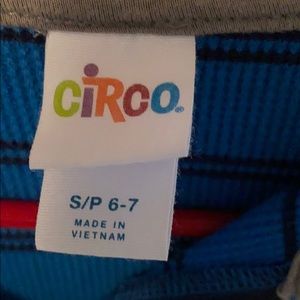 CiRCO®
S/P 6-7
MADE IN
VIETNAM